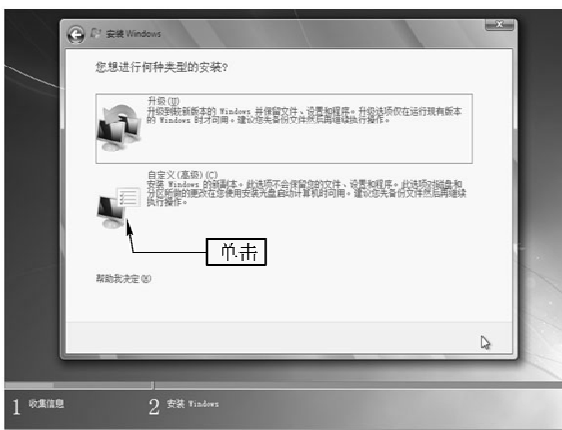 安装 Windows
您想进行何种类型的安装?
升级(U)
升级到较新版本的 Windows 并保留文件、设置和程序。升级选项仅在运行现有版本
的 Windows 时才可用。建议您先备份文件然后再继续执行操作。
自定义(高级)(C)
安装 Windows 的新副本。此选项不会保留您的文件、设置和程序。此选项对磁盘和
分区所做的更改在您使用安装光盘启动计算机时可用。建议您先备份文件然后再继续
执行操作。
单击
帮助我决定(H)
1 收集信息
2 安装 Windows